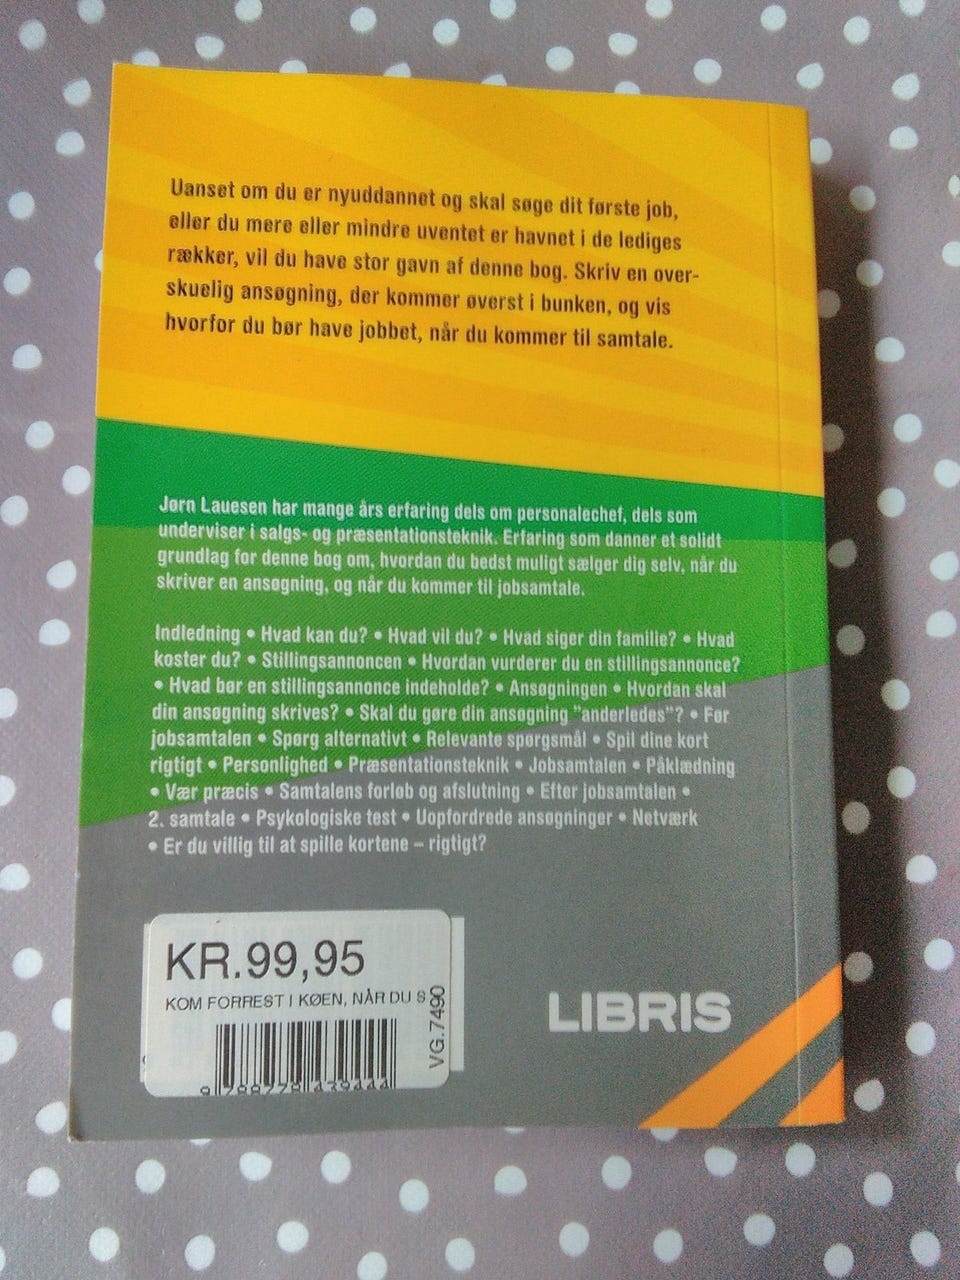 Uanset om du er nyuddannet og skal søge dit første job,
eller du mere eller mindre uventet er havnet i de lediges
rækker, vil du have stor gavn af denne bog. Skriv en over-
skuelig ansøgning, der kommer øverst i bunken, og vis
hvorfor du bør have jobbet, når du kommer til samtale.
Jørn Lauesen har mange års erfaring dels om personalechef, dels som
underviser i salgs- og præsentationsteknik. Erfaring som danner et solidt
grundlag for denne bog om, hvordan du bedst muligt sælger dig selv, når du
skriver en ansøgning, og når du kommer til jobsamtale.
Indledning • Hvad kan du? • Hvad vil du? • Hvad siger din familie? • Hvad
koster du? • Stillingsannoncen • Hvordan vurderer du en stillingsannonce?
• Hvad bør en stillingsannonce indeholde? • Ansøgningen • Hvordan skal
din ansøgning skrives? • Skal du gøre din ansøgning "anderledes"? • Før
jobsamtalen • Spørg alternativt • Relevante spørgsmål • Spil dine kort
rigtigt • Personlighed • Præsentationsteknik • Jobsamtalen • Påklædning
• Vær præcis • Samtalens forløb og afslutning • Efter jobsamtalen •
2. samtale • Psykologiske test • Uopfordrede ansøgninger • Netværk
• Er du villig til at spille kortene – rigtigt?
KR.99,95
KOM FORREST I KØEN, NÅR DU S
VG.7490
9 788778 439444
LIBRIS